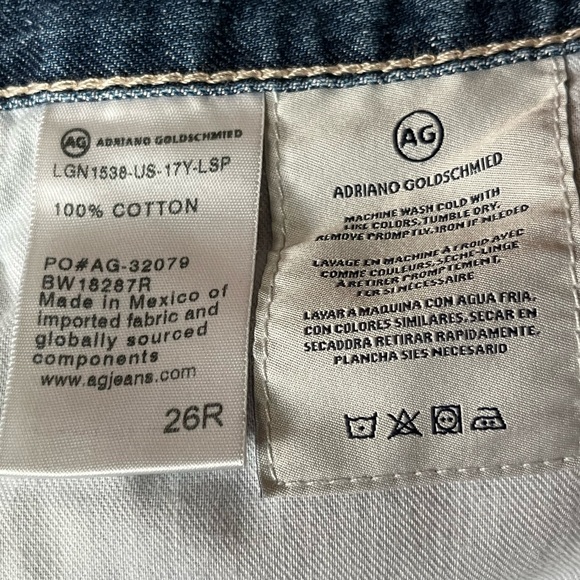 AG ADRIANO GOLDSCHMIED
LGN1538-US-17Y-LSP
100% COTTON
PO#AG-32079
BW18287R
Made in Mexico of
imported fabric and
globally sourced
components
www.agjeans.com
26R
AG
ADRIANO GOLDSCHMIED
MACHINE WASH COLD WITH
LIKE COLORS. TUMBLE DRY.
REMOVE PROMPTLY. IRON IF NEEDED
LAVAGE EN MACHINE A FROID AVEC
COMME COULEURS, SECHE-LINGE
A RETIRER PROMPTEMENT.
FER SI NECESSAIRE
LAVAR A MAQUINA CON AGUA FRIA.
CON COLORES SIMILARES. SECAR EN
SECADORA RETIRAR RAPIDAMENTE.
PLANCHA SIES NECESARIO